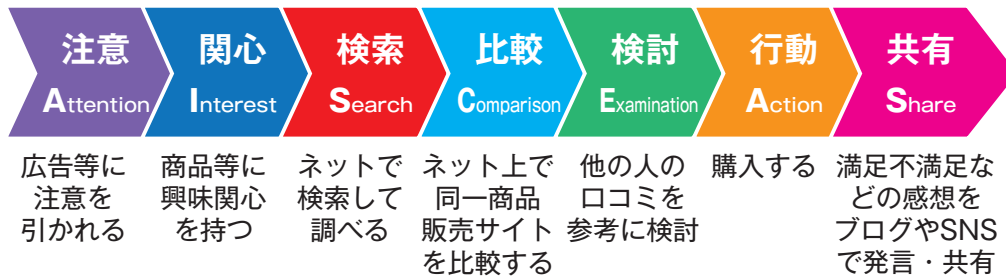 注意
Attention
関心
Interest
検索
Search
比較
Comparison
検討
Examination
行動
Action
共有
Share
広告等に
注意を
引かれる
商品等に
興味関心
を持つ
ネットで
検索して
調べる
ネット上で
同一商品
販売サイト
を比較する
他の人の
口コミを
参考に検討
購入する
満足不満足な
どの感想を
ブログやSNS
で発言・共有